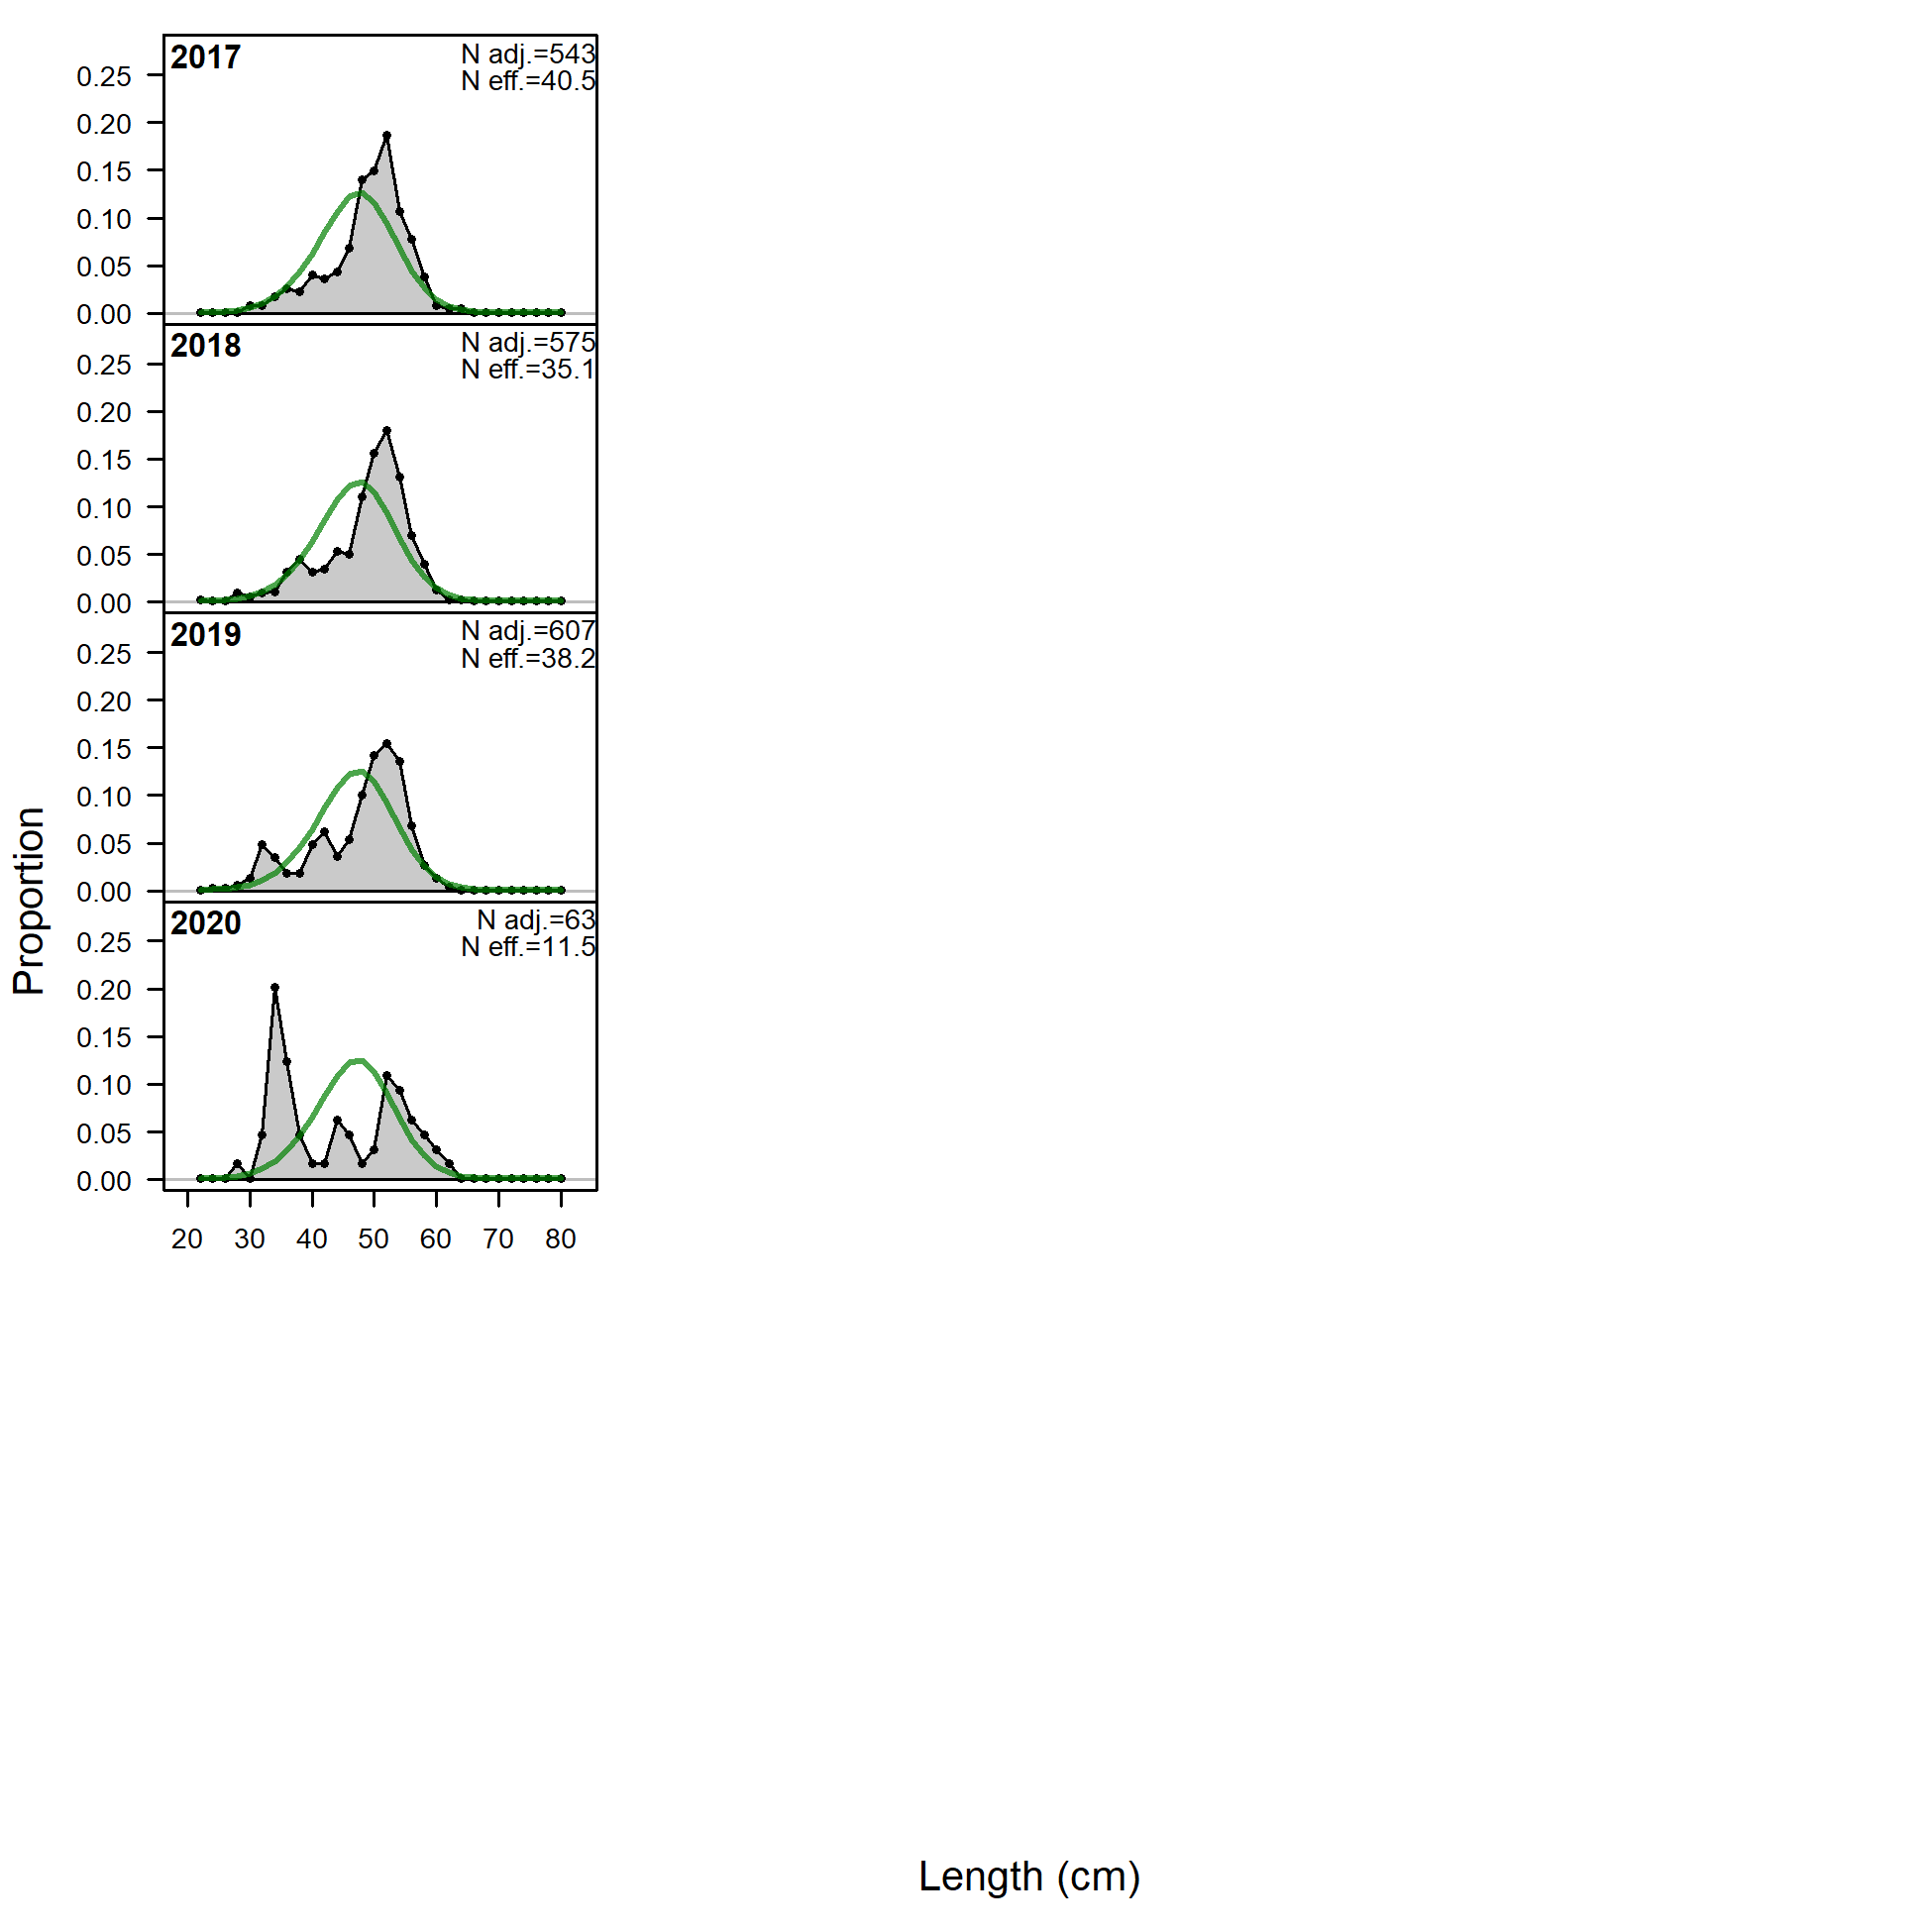 Proportion
2017
N adj.=543
N eff.=40.5
0.25
0.20
0.15
0.10
0.05
0.00
2018
N adj.=575
N eff.=35.1
0.25
0.20
0.15
0.10
0.05
0.00
2019
N adj.=607
N eff.=38.2
0.25
0.20
0.15
0.10
0.05
0.00
2020
N adj.=63
N eff.=11.5
0.25
0.20
0.15
0.10
0.05
0.00
20 30 40 50 60 70 80
Length (cm)